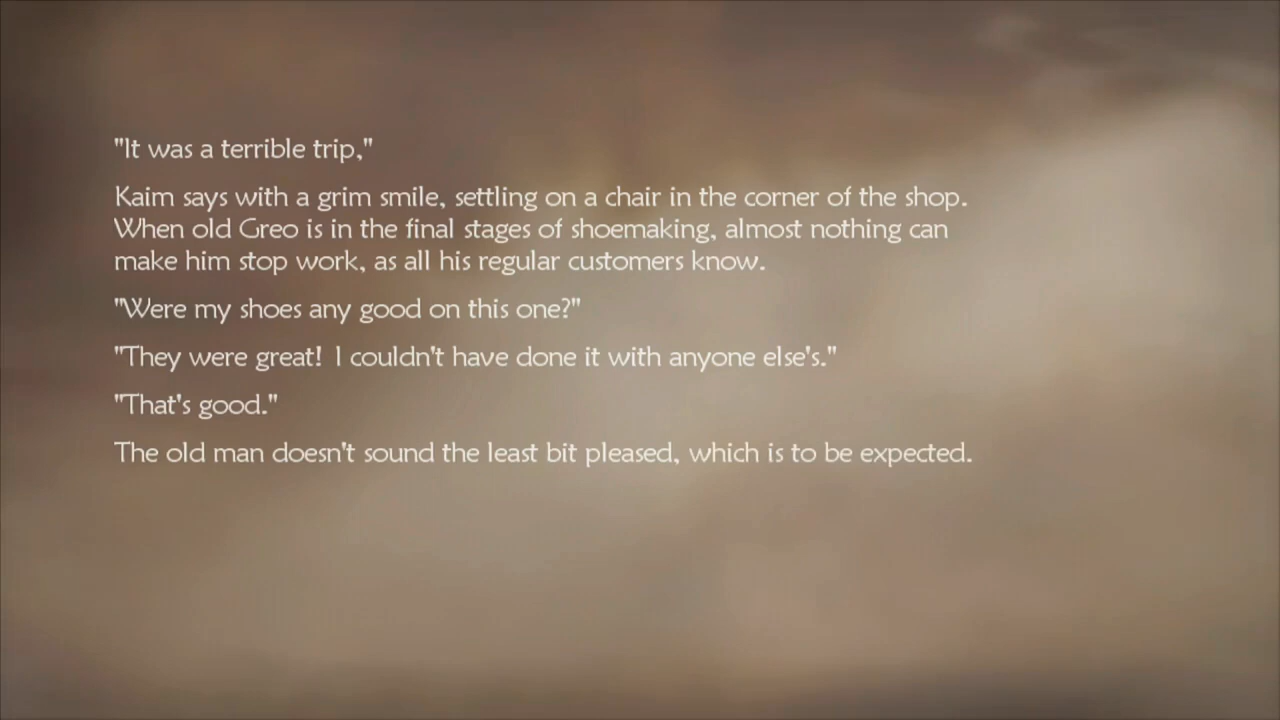 "It was a terrible trip,"
Kaim says with a grim smile, settling on a chair in the corner of the shop.
When old Greo is in the final stages of shoemaking, almost nothing can
make him stop work, as all his regular customers know.
"Were my shoes any good on this one?"
"They were great! I couldn't have done it with anyone else's."
"That's good."
The old man doesn't sound the least bit pleased, which is to be expected.